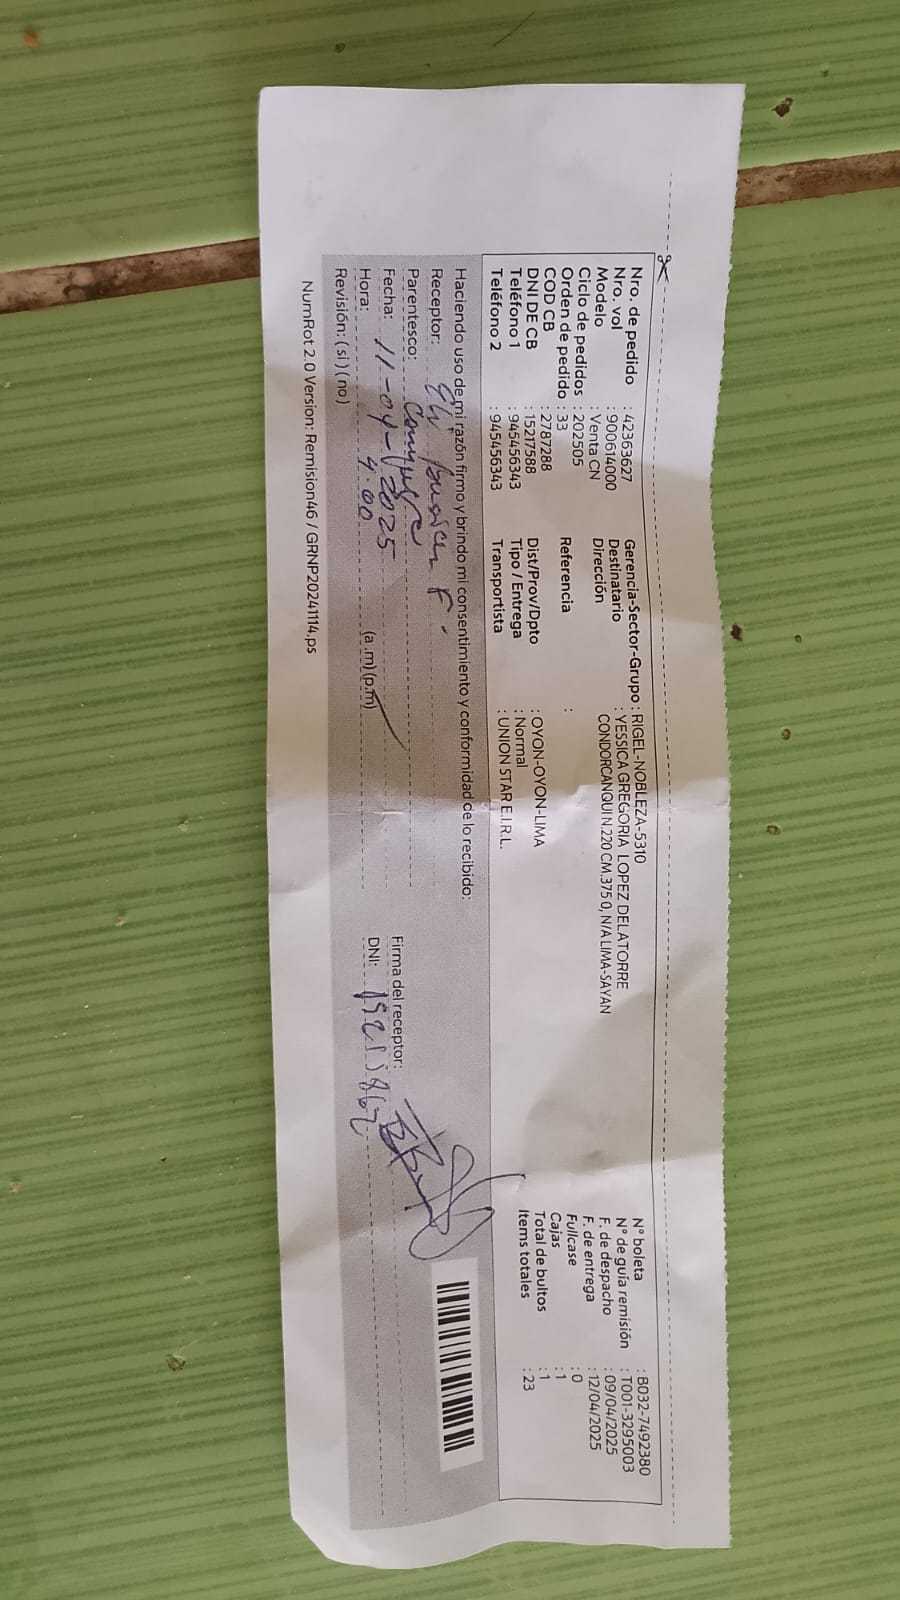 Nro. de pedido : 42363627
Nro. vol : 900614000
Modelo : Venta CN
Ciclo de pedidos : 202505
Orden de pedido : 33
COD CB : 2787288
DNI DE CB : 15217588
Teléfono 1 : 945456343
Teléfono 2 : 945456343
Gerencia-Sector-Grupo : RIGEL-NOBLEZA-5310
Destinatario : YESSICA GREGORIA LOPEZ DELATORRE
Dirección CONDORCANQUI N.220 CM.375 0, N/A LIMA-SAYAN
Referencia :
Dist/Prov/Dpto : OYON-OYON-LIMA
Tipo / Entrega : Normal
Transportista : UNION STAR E.I.R.L.
N° boleta : B032-7492380
N° de guía remisión : T001-3295003
F. de despacho : 09/04/2025
F. de entrega : 12/04/2025
Fullcase : 0
Cajas : 1
Total de bultos : 1
Items totales : 23
Haciendo uso de mi razón firmo y brindo mi consentimiento y conformidad de lo recibido:
Receptor:
Parentesco:
Fecha: 11-04-2025
Hora: 4:00 (a.m) (p.m)
Revisión: ( si ) ( no )
Firma del receptor:
DNI:
NumRot 2.0 Version: Remision46 / GRNP20241114.ps